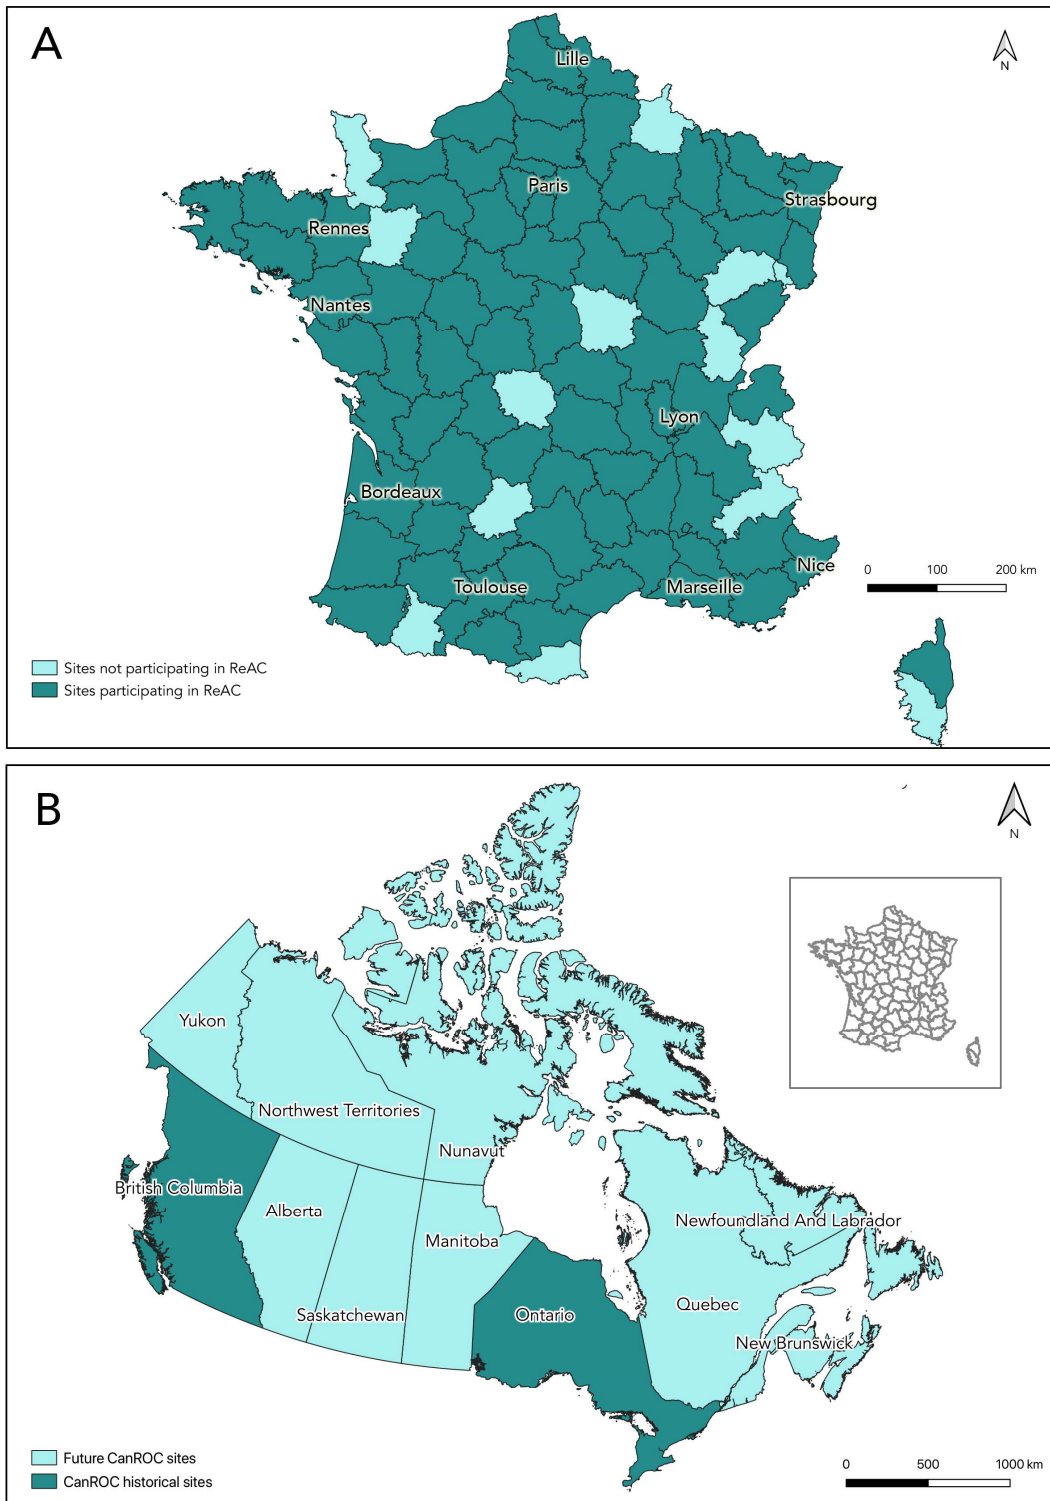 A
N
Lille
Paris
Strasbourg
Rennes
Nantes
Lyon
Bordeaux
Nice
Toulouse
Marseille
0 100 200 km
Sites not participating in ReAC
Sites participating in ReAC
B
N
Yukon
Northwest Territories
Nunavut
British Columbia
Alberta
Newfoundland And Labrador
Manitoba
Saskatchewan
Ontario
Quebec
New Brunswick
Future CanROC sites
CanROC historical sites
0 500 1000 km